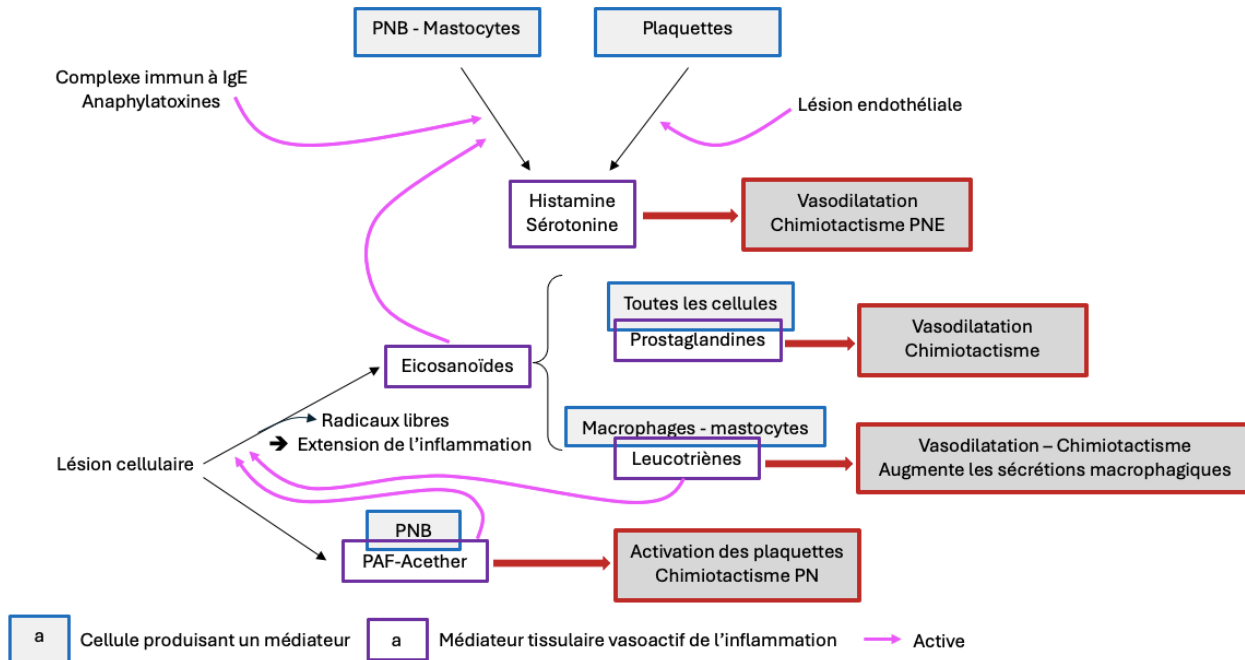 PNB - Mastocytes
Plaquettes
Complexe immun à IgE
Anaphylatoxines
Lésion endothéliale
Histamine
Sérotonine
Vasodilatation
Chimiotactisme PNE
Toutes les cellules
Prostaglandines
Vasodilatation
Chimiotactisme
Eicosanoïdes
Radicaux libres
➔ Extension de l'inflammation
Macrophages - mastocytes
Leucotriènes
Vasodilatation – Chimiotactisme
Augmente les sécrétions macrophagiques
Lésion cellulaire
PNB
PAF-Acether
Activation des plaquettes
Chimiotactisme PN
a Cellule produisant un médiateur a Médiateur tissulaire vasoactif de l'inflammation Active